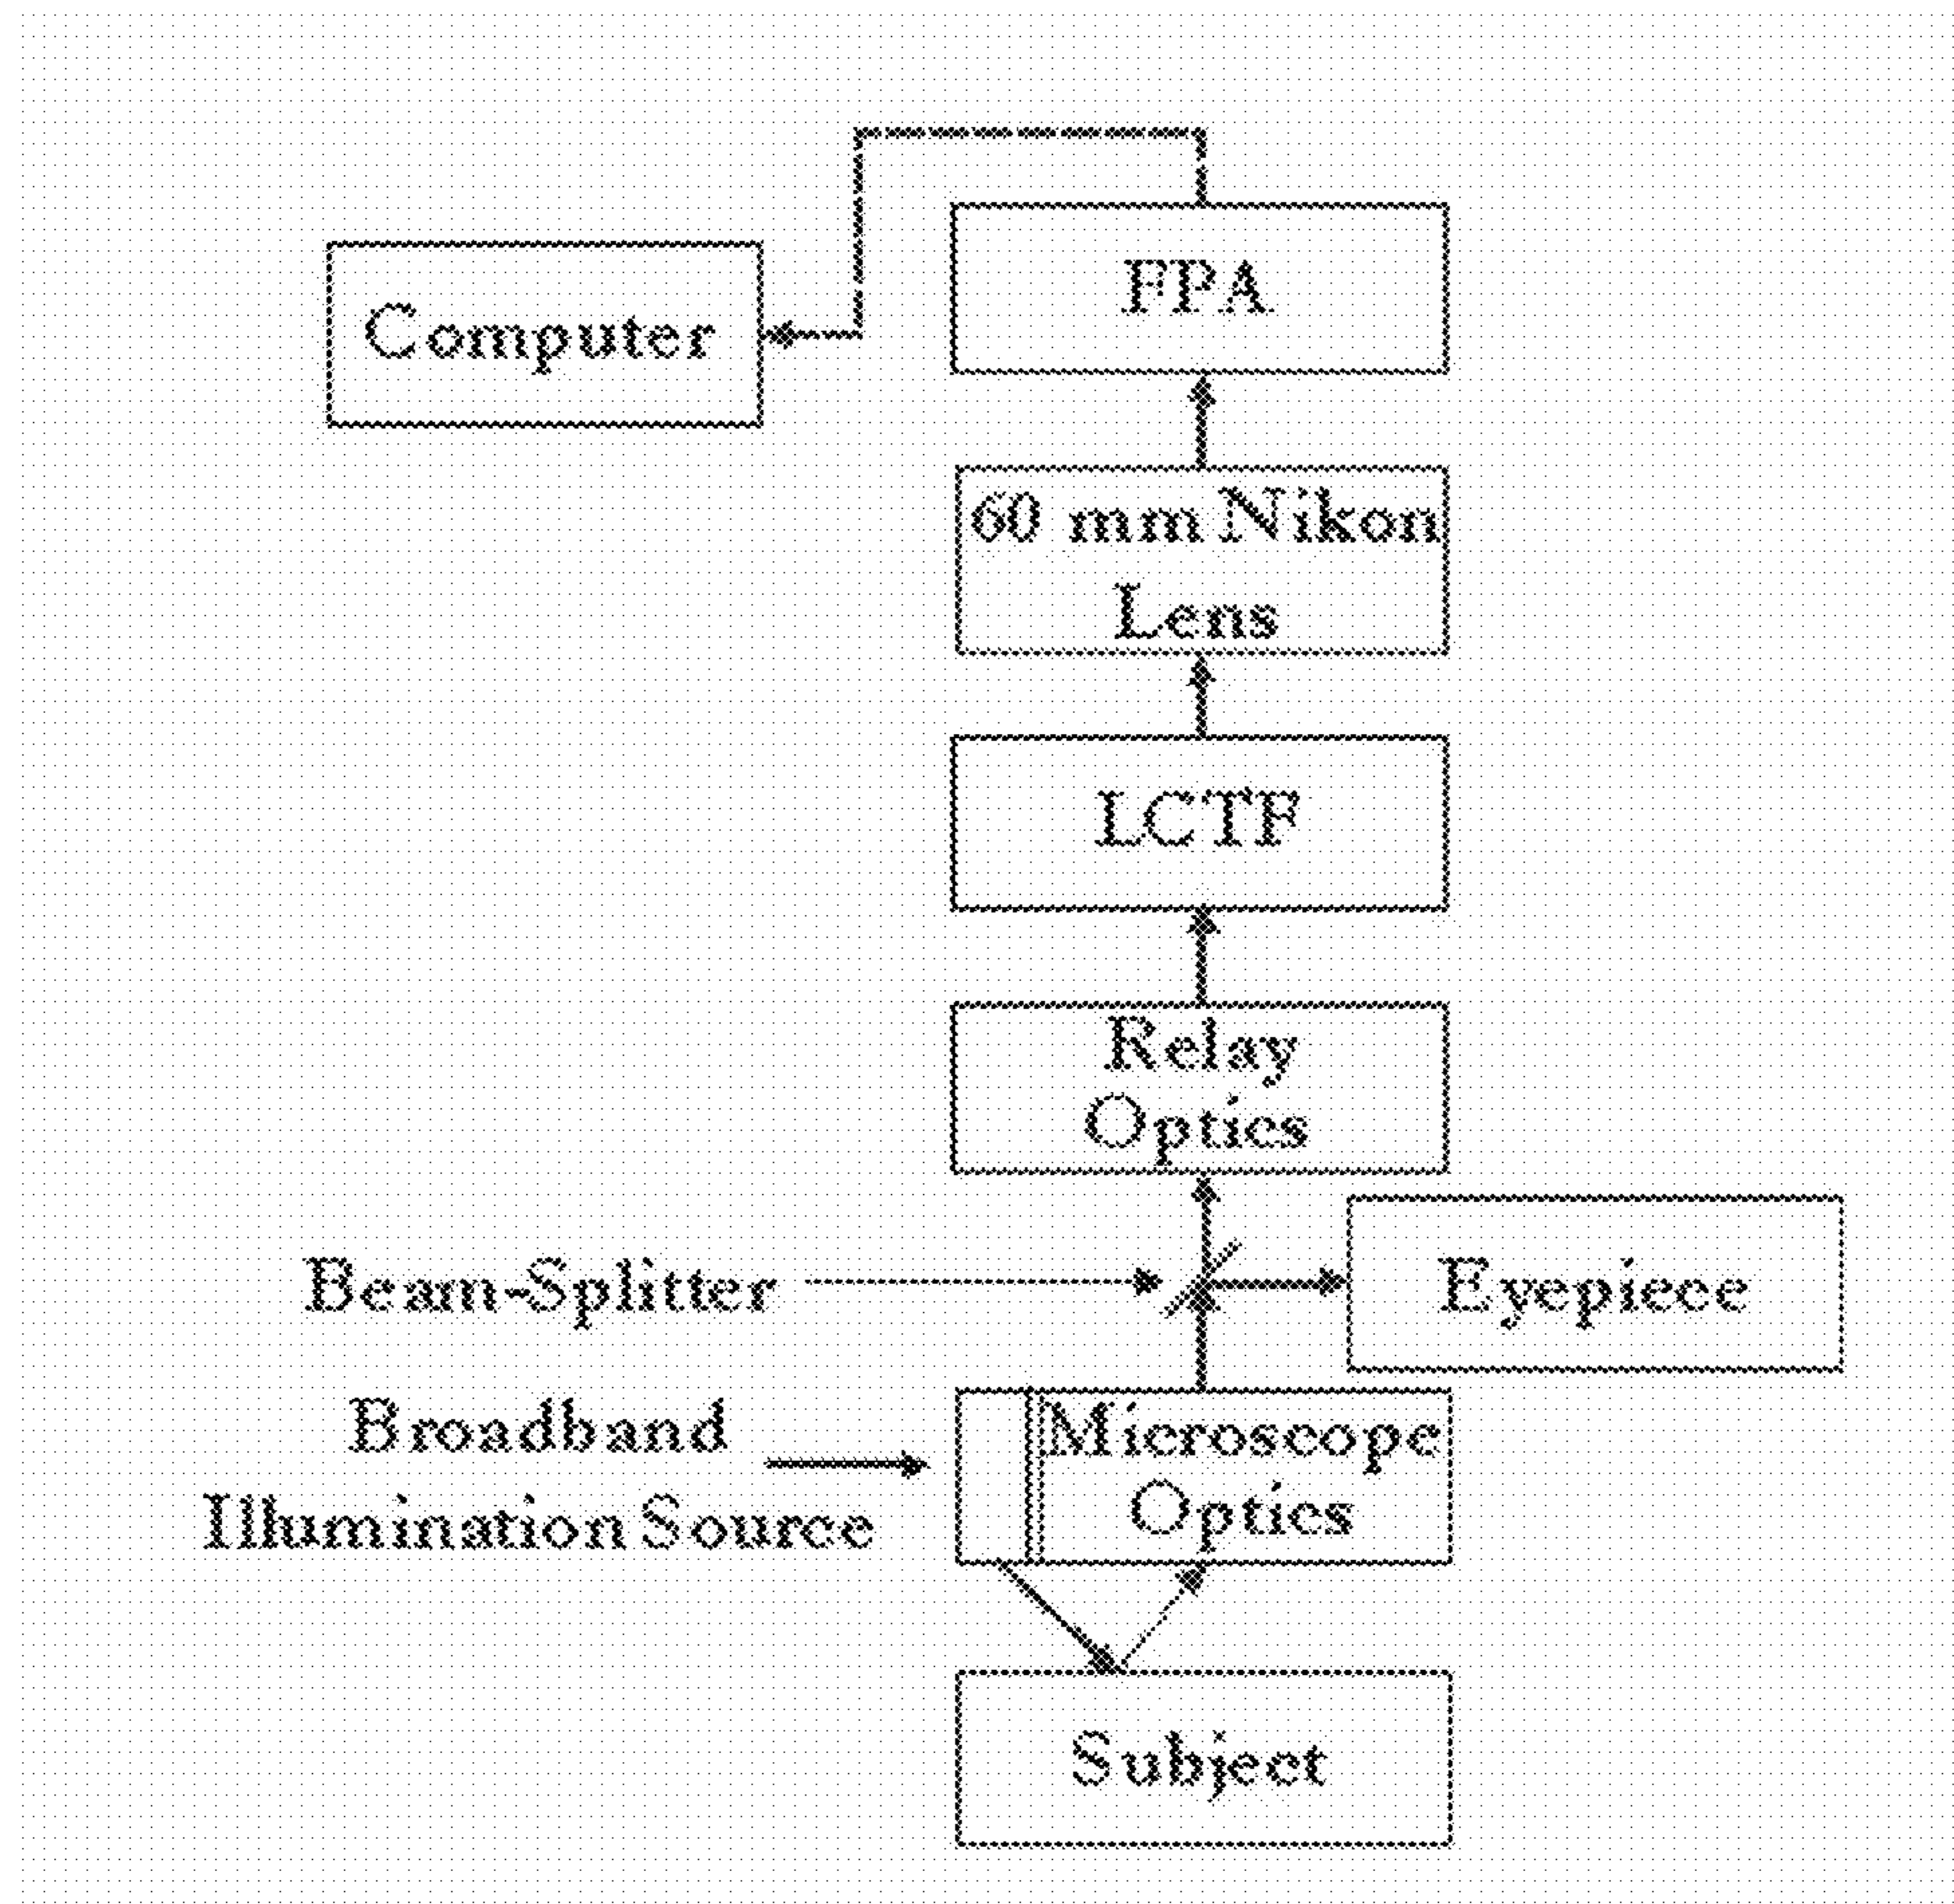 FPA
Computer
60 mm Nikon
Lens
LCTF
Relay
Optics
Beam-Splitter
Eyepiece
Broadband
Illumination Source
Microscope
Optics
Subject